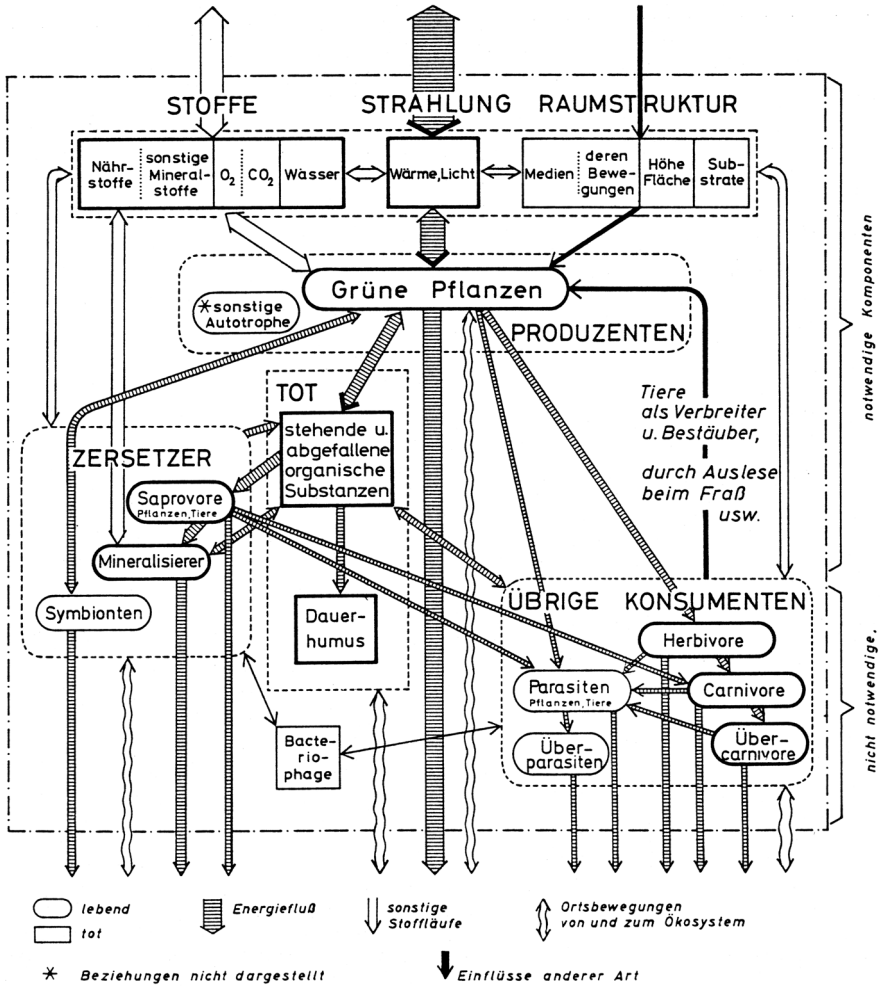 STOFFE STRAHLUNG RAUMSTRUKTUR
Nähr-
stoffe
sonstige
Mineral-
stoffe
O2
CO2
Wasser
Wärme, Licht
Medien
deren
Bewe-
gungen
Höhe
Fläche
Sub-
strate
Grüne Pflanzen
*sonstige
Autotrophe
PRODUZENTEN
TOT
stehende u.
abgefallene
organische
Substanzen
Tiere
als Verbreiter
u. Bestäuber,
durch Auslese
beim Fraß
usw.
notwendige Komponenten
ZERSETZER
Saprovore
Pflanzen, Tiere
Mineralisierer
Symbionten
Dauer-
humus
ÜBRIGE KONSUMENTEN
Herbivore
Parasiten
Pflanzen, Tiere
Carnivore
Über-
parasiten
Über-
carnivore
Bacte-
rio-
phage
nicht notwendige.
lebend
tot
Energiefluß
sonstige
Stoffläufe
Ortsbewegungen
von und zum Ökosystem
* Beziehungen nicht dargestellt
Einflüsse anderer Art